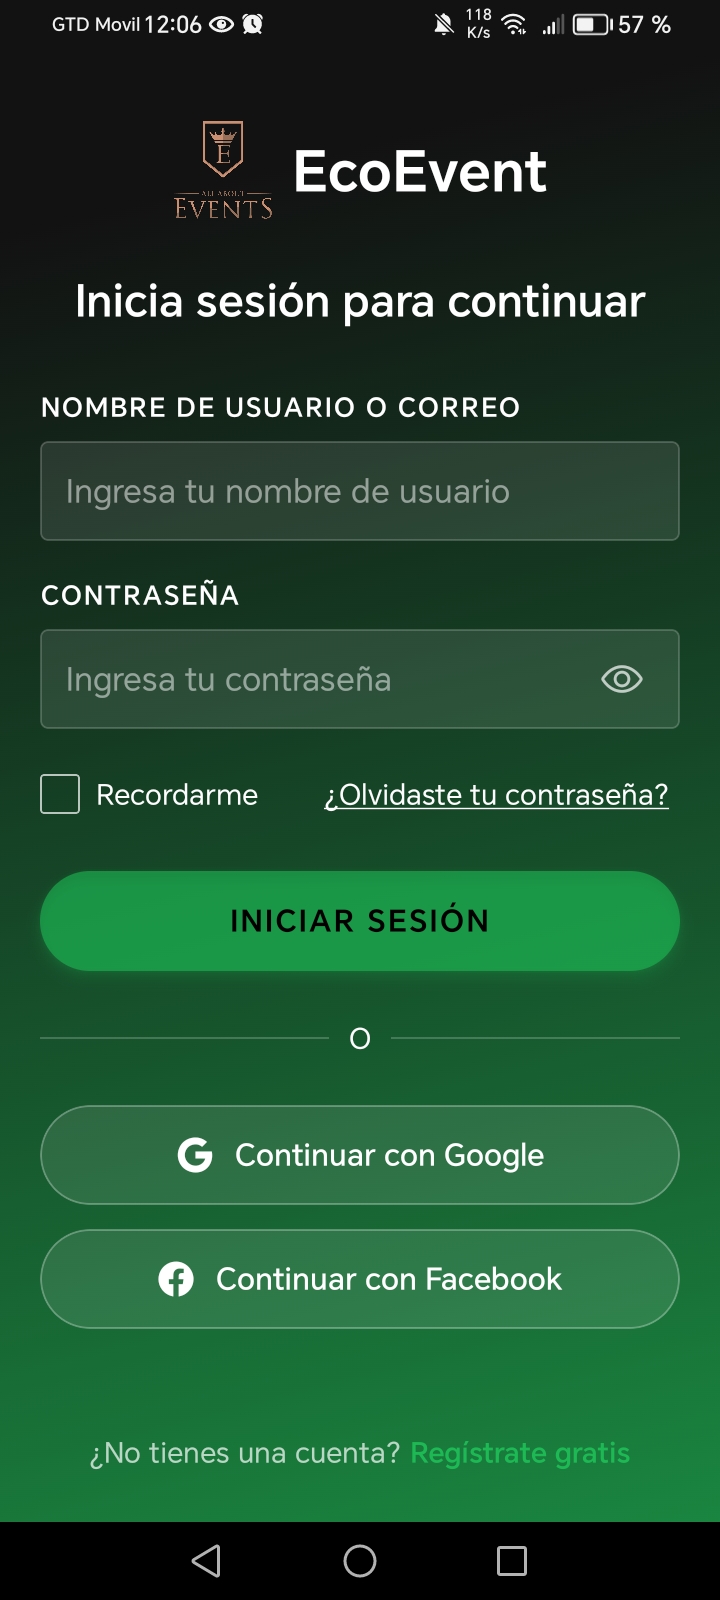 GTD Movil 12:06 118 K/s 57 %
E
ALL ABOUT
EVENTS
EcoEvent
Inicia sesión para continuar
NOMBRE DE USUARIO O CORREO
Ingresa tu nombre de usuario
CONTRASEÑA
Ingresa tu contraseña
Recordarme ¿Olvidaste tu contraseña?
INICIAR SESIÓN
O
Continuar con Google
Continuar con Facebook
¿No tienes una cuenta? Regístrate gratis